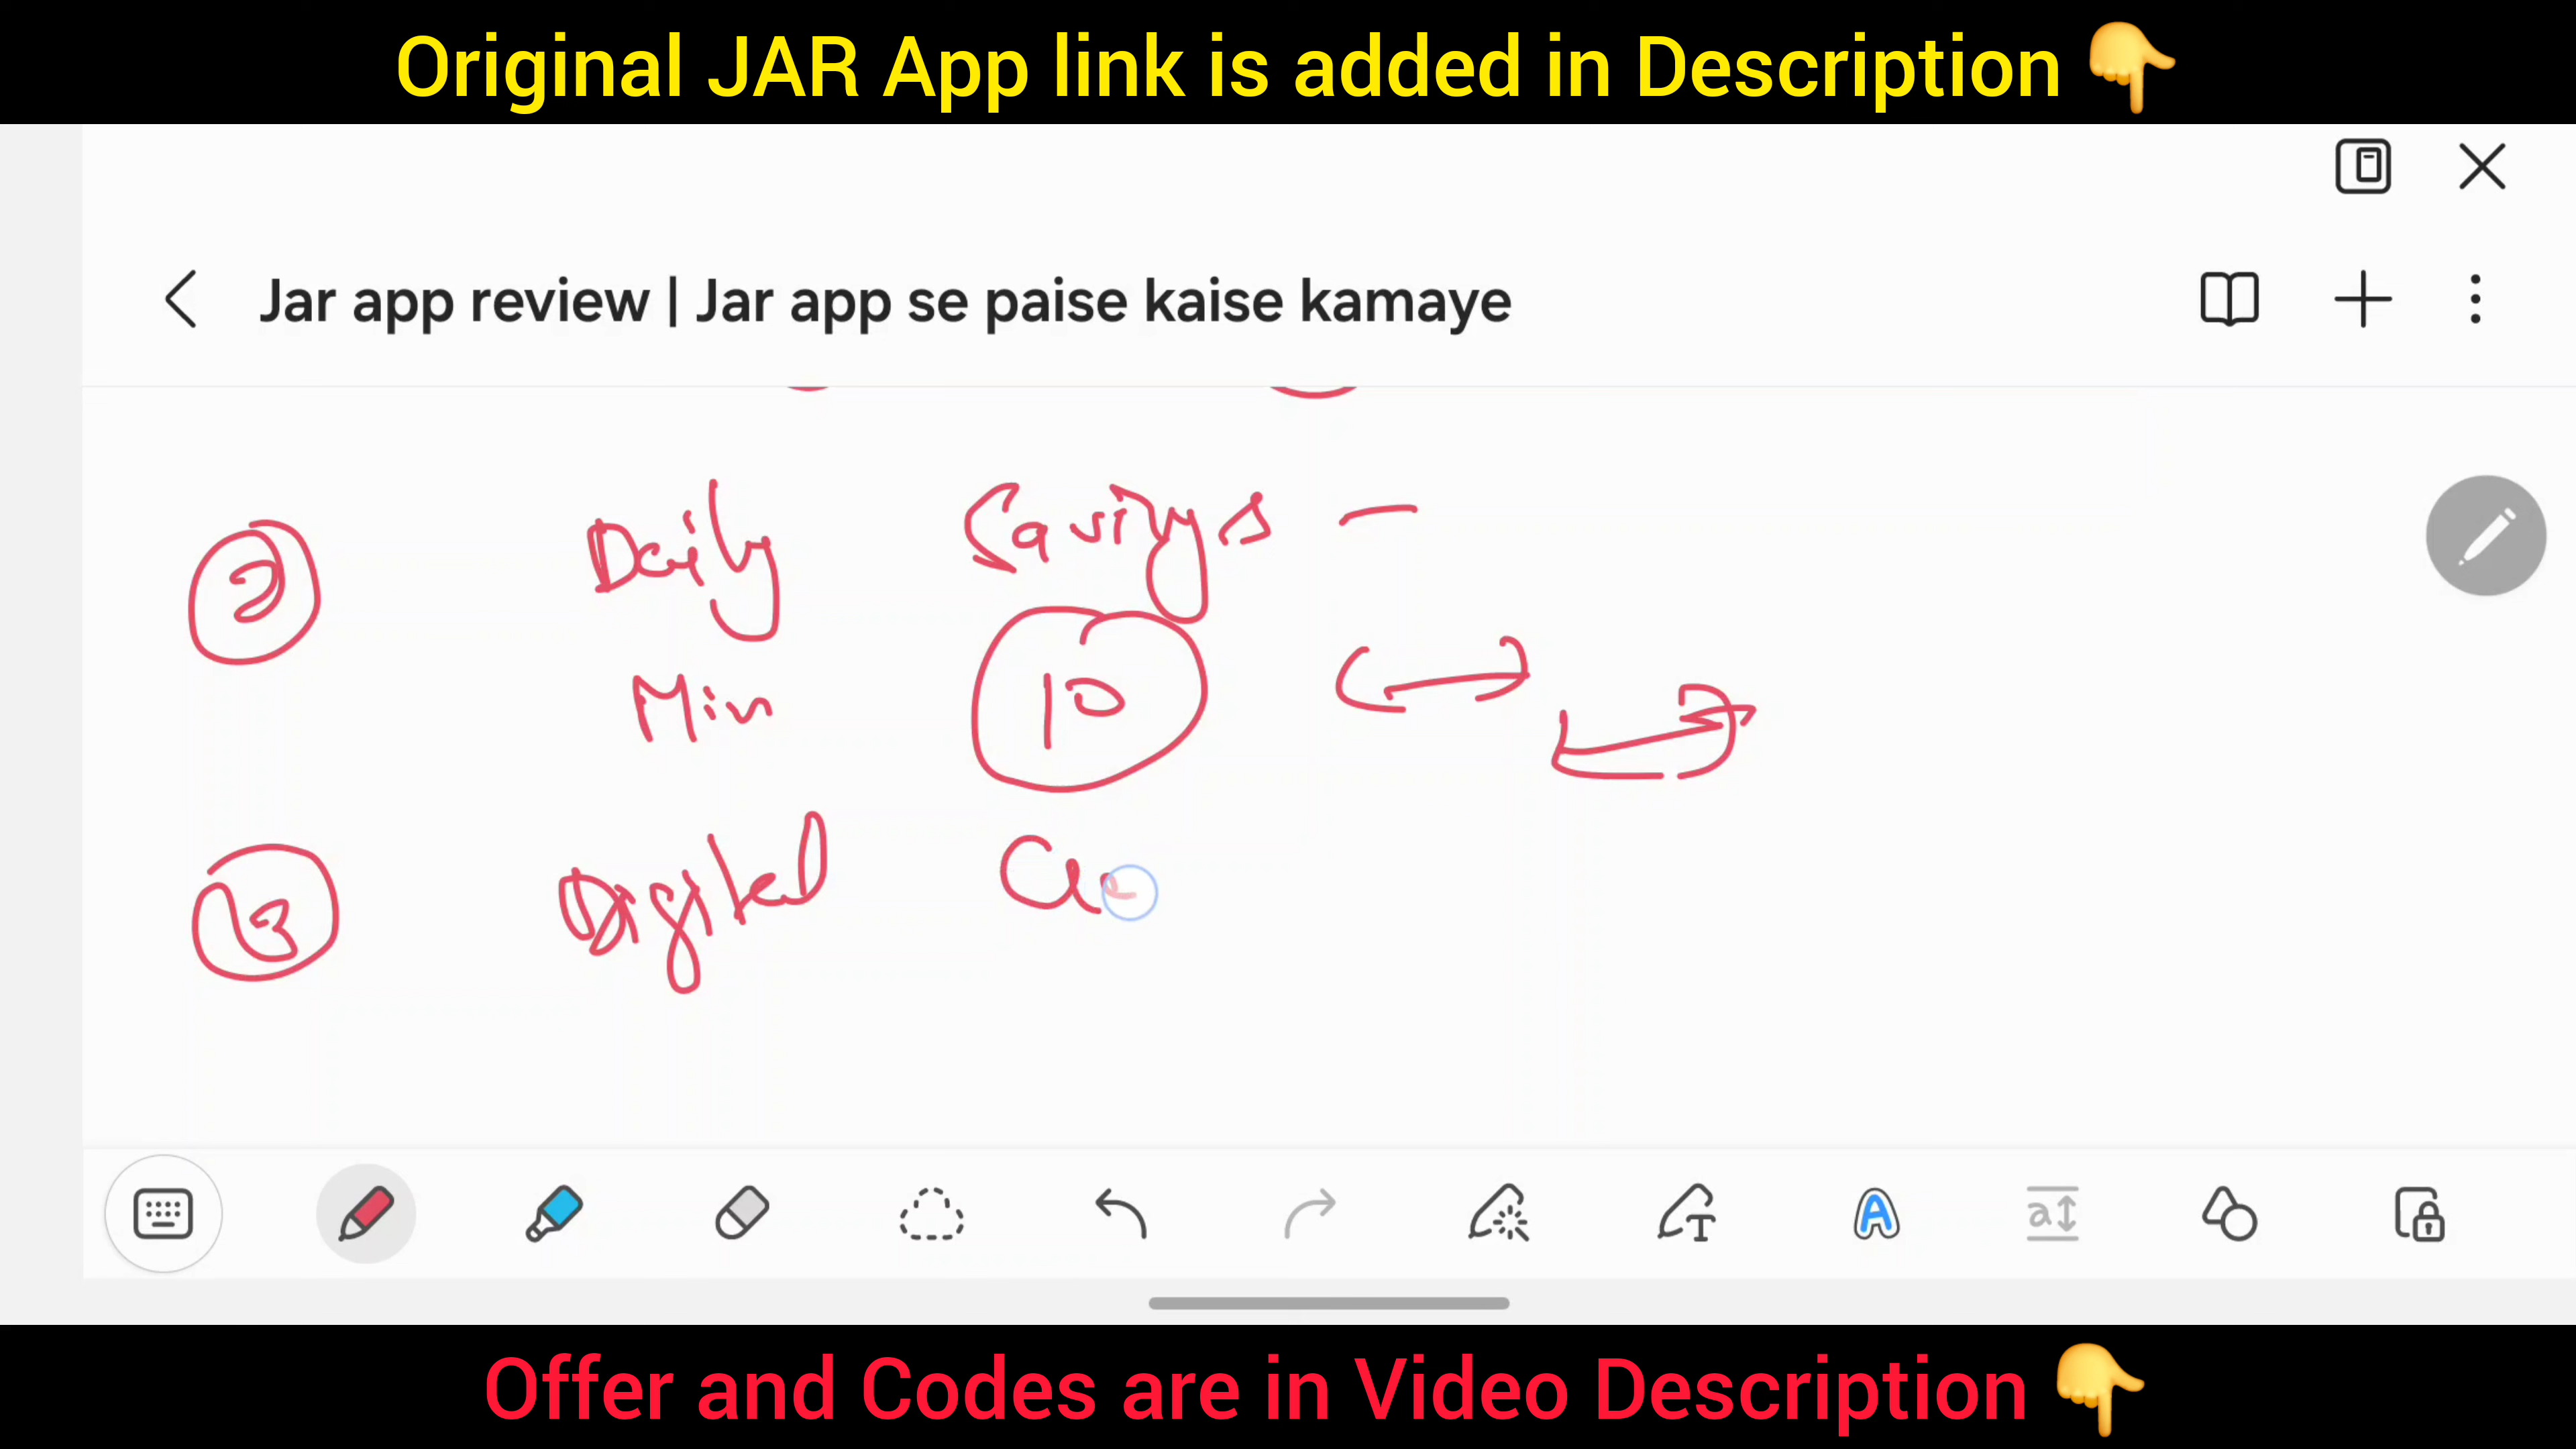 Original JAR App link is added in Description 👇
Jar app review | Jar app se paise kaise kamaye
2 Daily Savings -
Min 10
3 Digital
Offer and Codes are in Video Description 👇